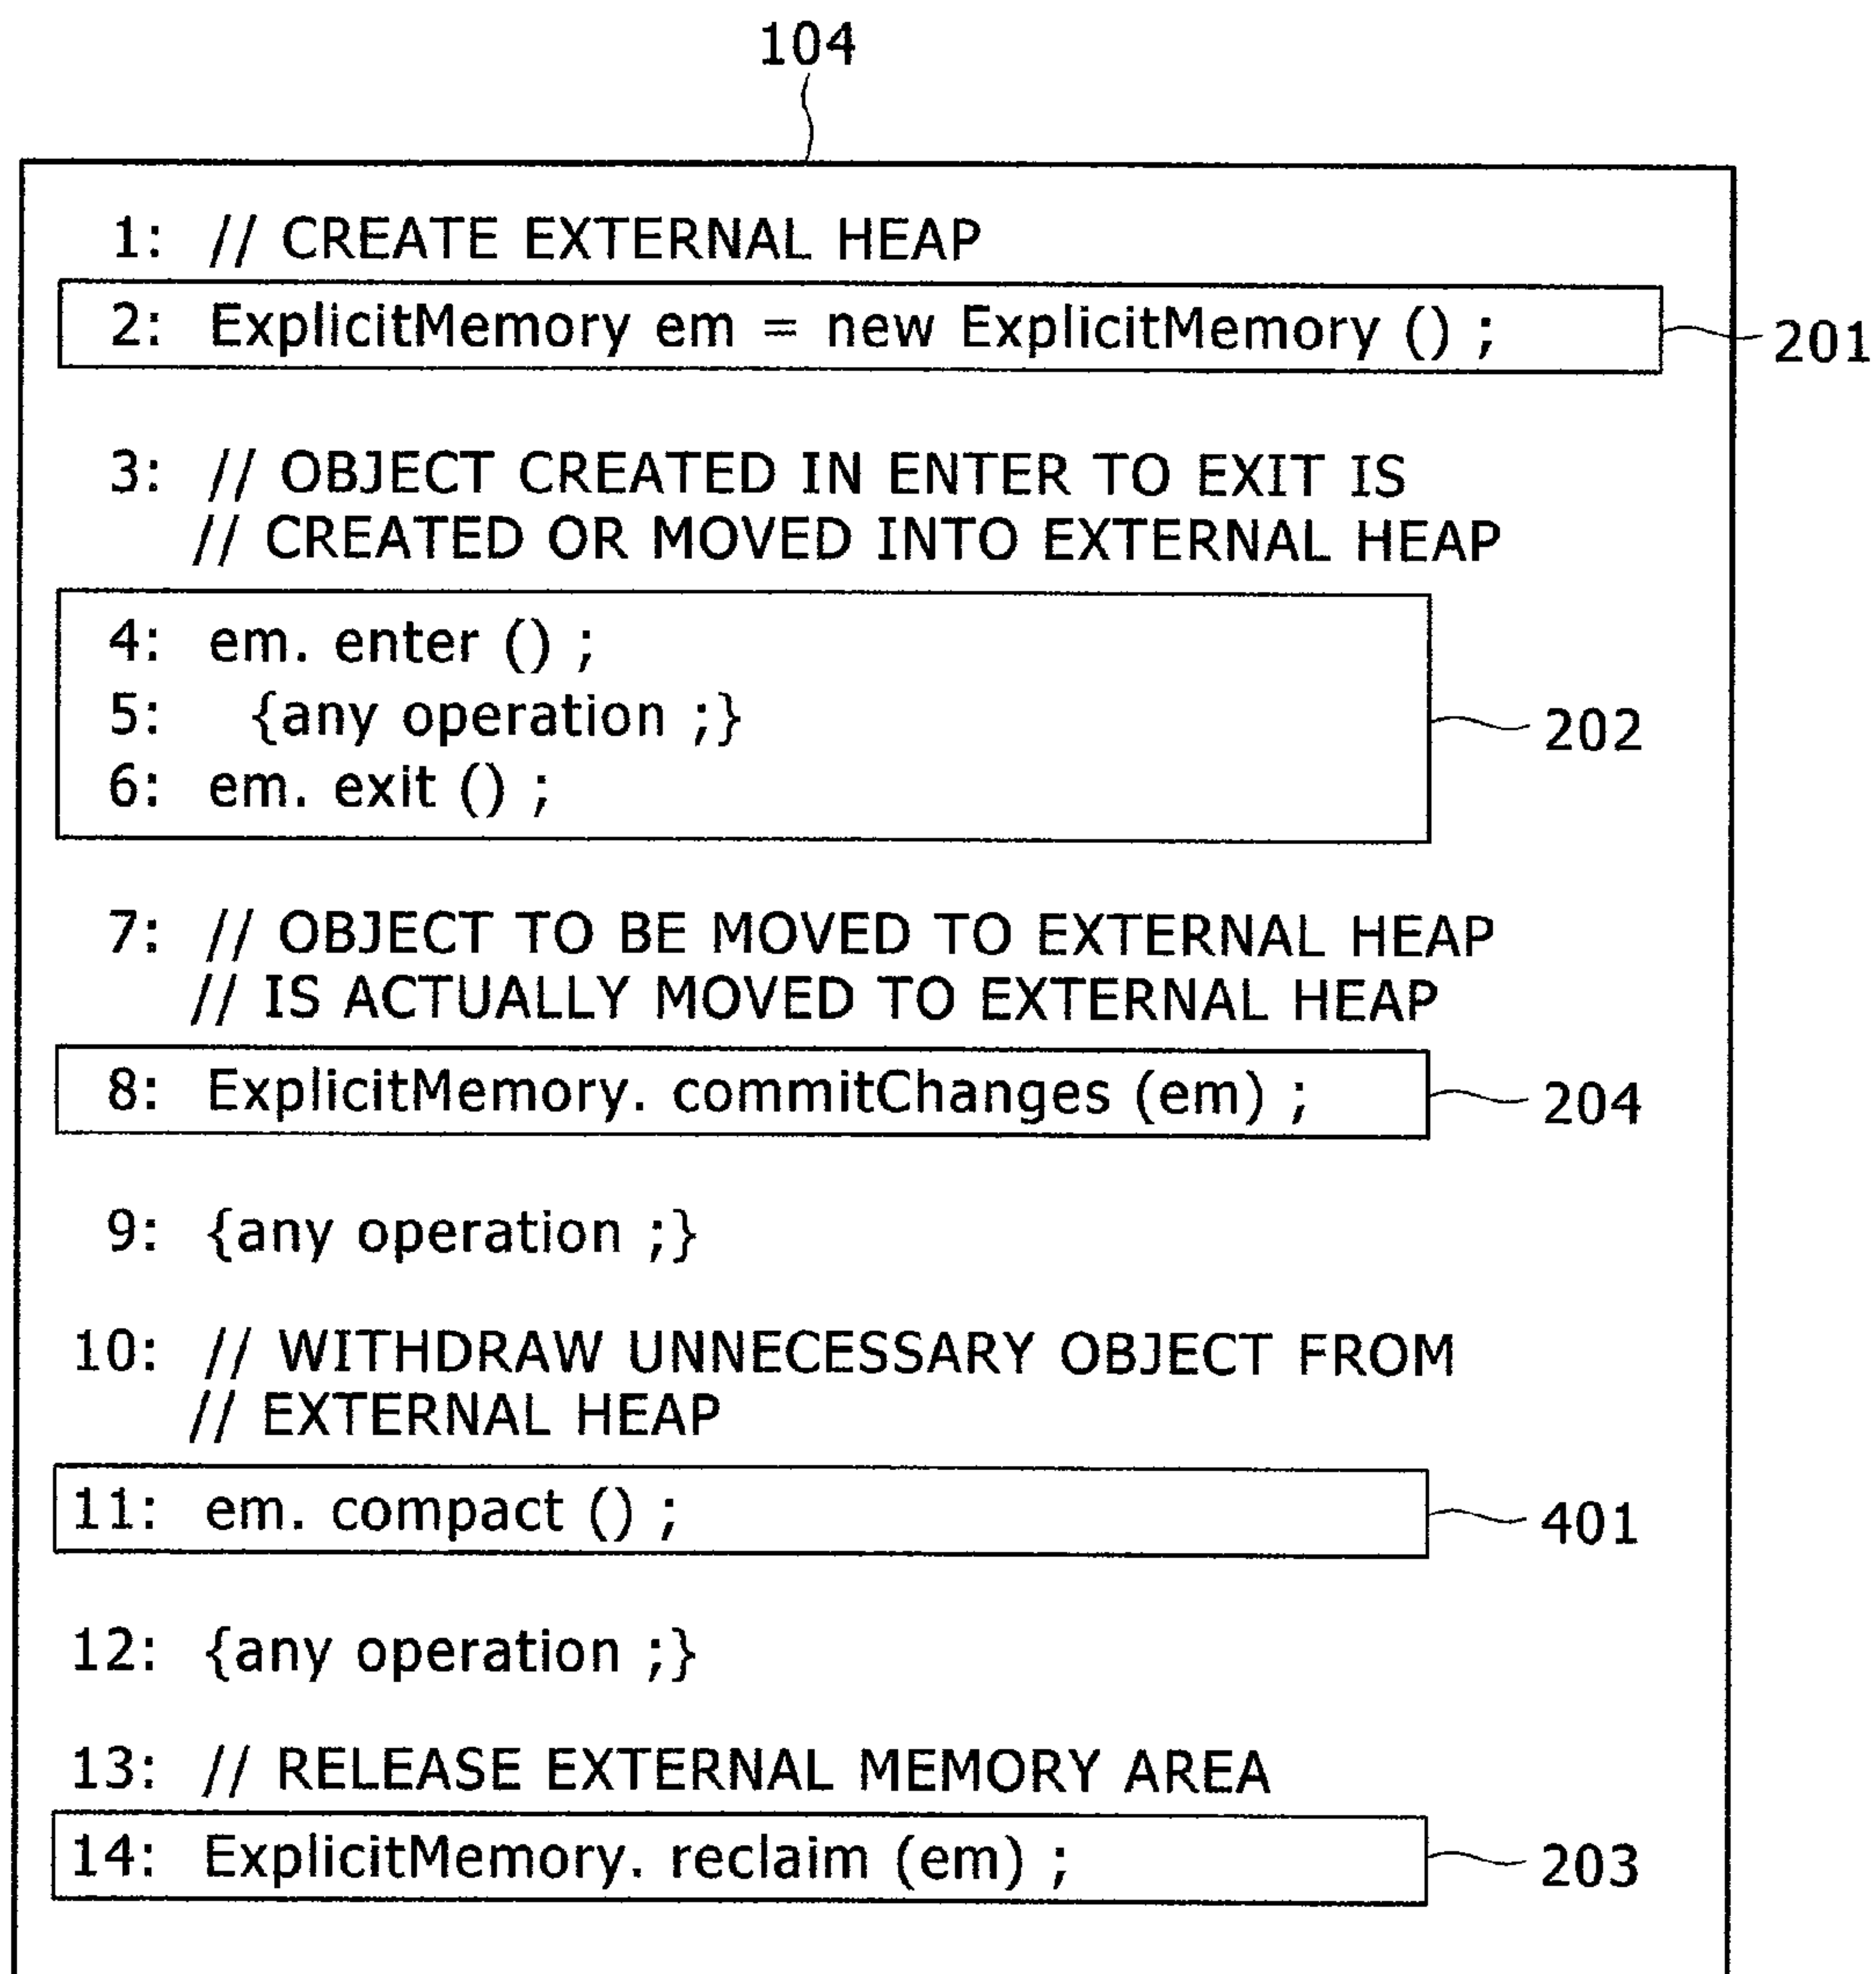 104
1: // CREATE EXTERNAL HEAP
2: ExplicitMemory em = new ExplicitMemory () ;
201
3: // OBJECT CREATED IN ENTER TO EXIT IS
// CREATED OR MOVED INTO EXTERNAL HEAP
4: em. enter () ;
5: {any operation ;}
202
6: em. exit () ;
7: // OBJECT TO BE MOVED TO EXTERNAL HEAP
// IS ACTUALLY MOVED TO EXTERNAL HEAP
8: ExplicitMemory. commitChanges (em) ;
204
9: {any operation ;}
10: // WITHDRAW UNNECESSARY OBJECT FROM
// EXTERNAL HEAP
11: em. compact () ;
401
12: {any operation ;}
13: // RELEASE EXTERNAL MEMORY AREA
14: ExplicitMemory. reclaim (em) ;
203